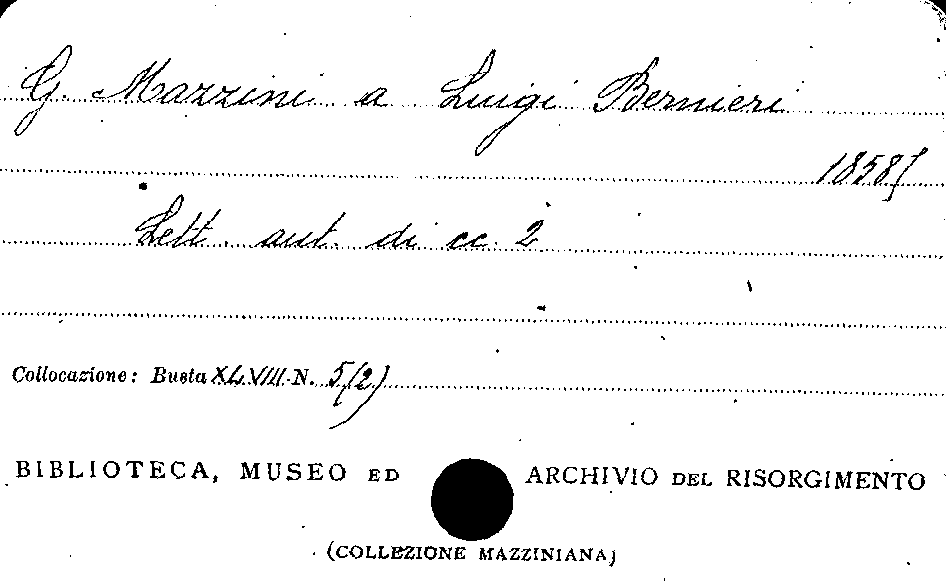 G. Mazzini a Luigi Bernieri
1858]
Lett. aut. di cc. 2
Collocazione: Busta XLVIII N. 5(2)
BIBLIOTECA, MUSEO ED ARCHIVIO DEL RISORGIMENTO
(COLLEZIONE MAZZINIANA)